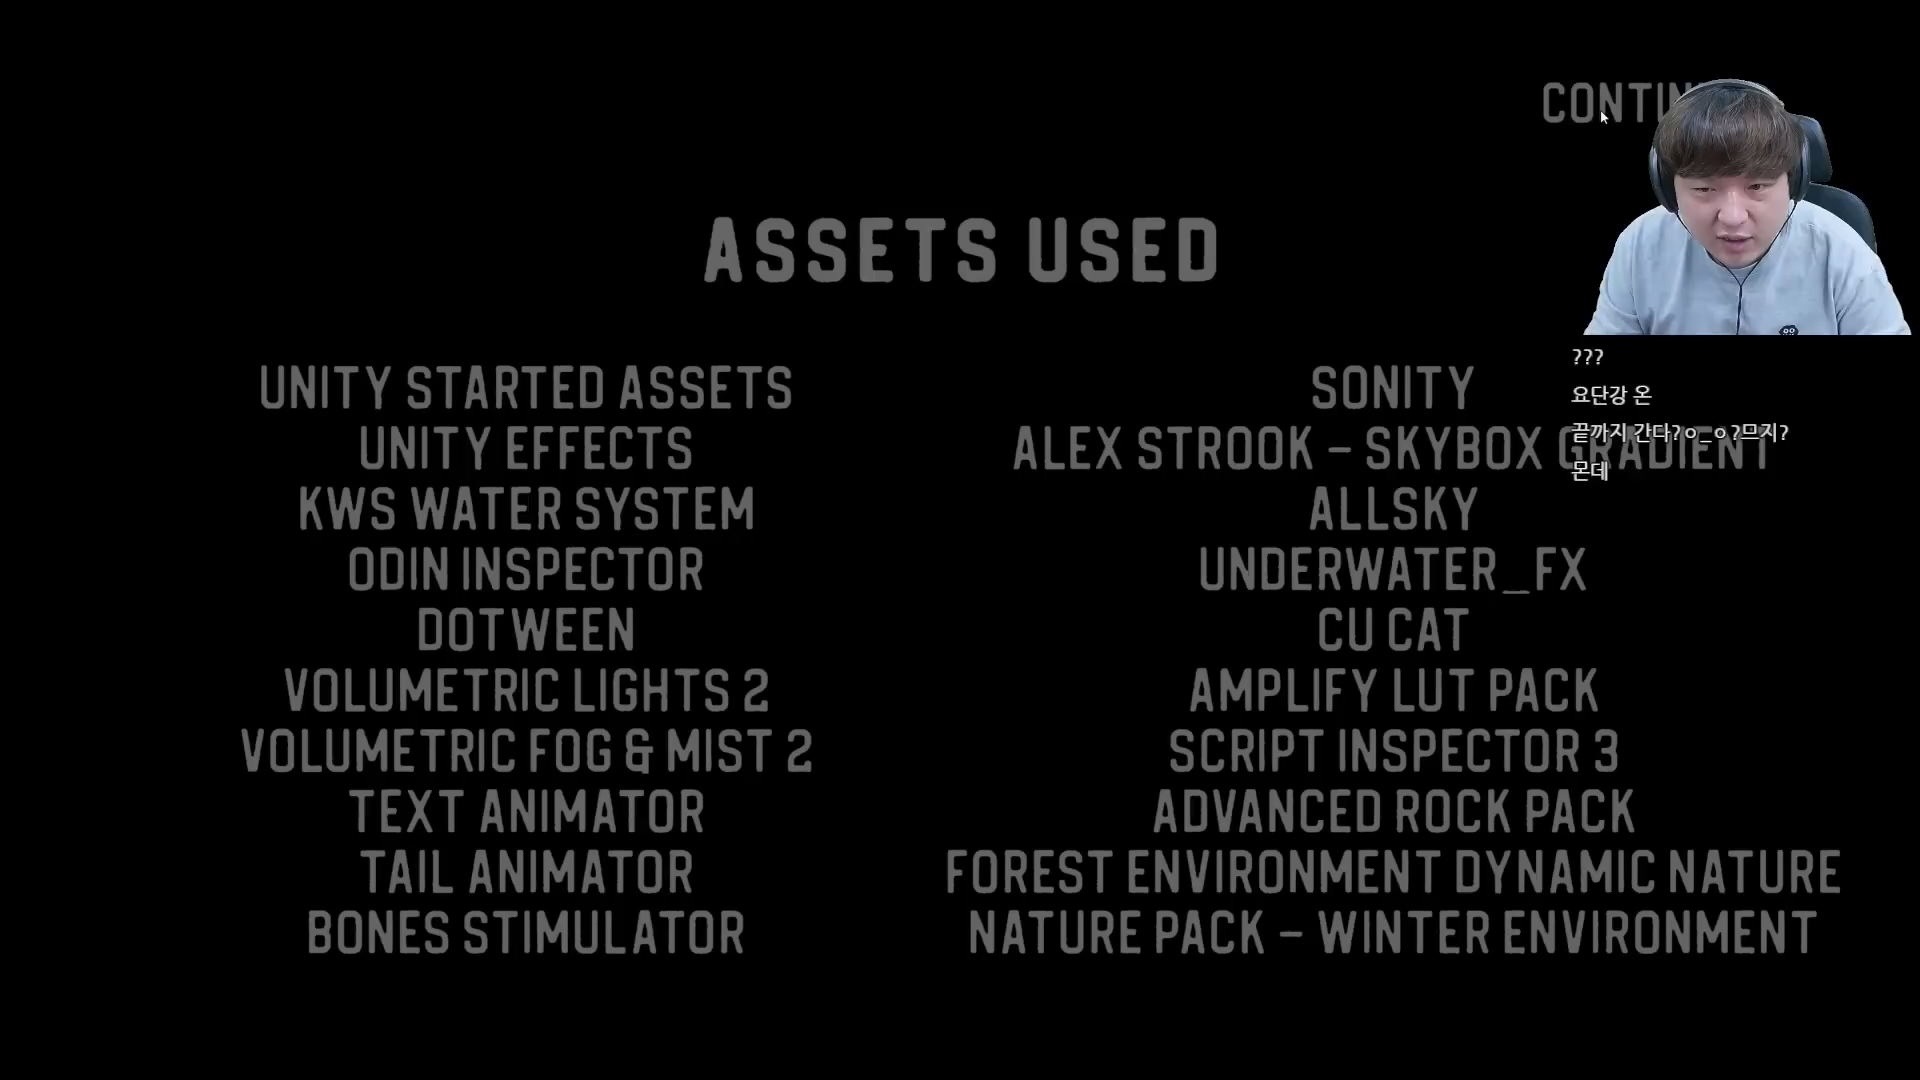 ASSETS USED
UNITY STARTED ASSETS
UNITY EFFECTS
KWS WATER SYSTEM
ODIN INSPECTOR
DOTWEEN
VOLUMETRIC LIGHTS 2
VOLUMETRIC FOG & MIST 2
TEXT ANIMATOR
TAIL ANIMATOR
BONES STIMULATOR
SONITY
ALEX STROOK – SKYBOX GRADIENT
ALLSKY
UNDERWATER_FX
CU CAT
AMPLIFY LUT PACK
SCRIPT INSPECTOR 3
ADVANCED ROCK PACK
FOREST ENVIRONMENT DYNAMIC NATURE
NATURE PACK – WINTER ENVIRONMENT
???
요단강 온
끝까지 간다?ㅇ_ㅇ?므지?
몬데